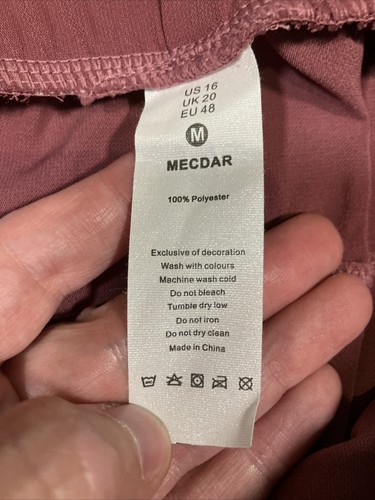 US 16
UK 20
EU 48
M
MECDAR
100% Polyester
Exclusive of decoration
Wash with colours
Machine wash cold
Do not bleach
Tumble dry low
Do not iron
Do not dry clean
Made in China